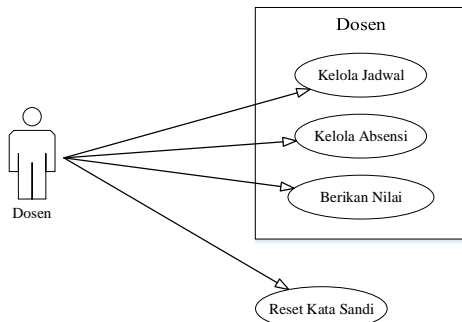 Dosen
Kelola Jadwal
Kelola Absensi
Berikan Nilai
Dosen
Reset Kata Sandi